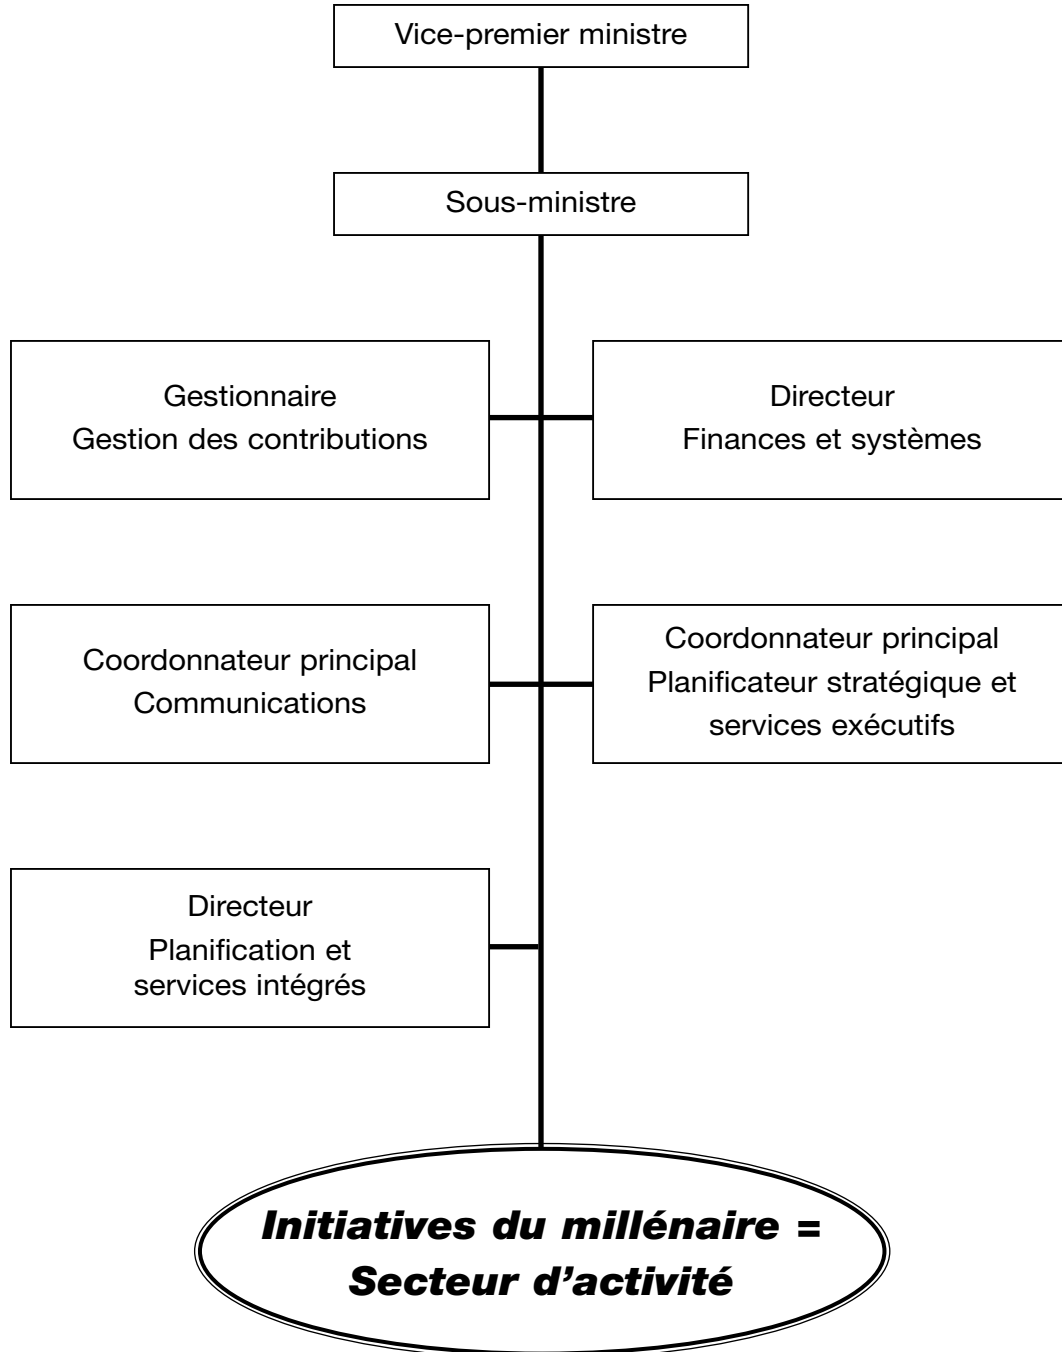 Vice-premier ministre
Sous-ministre
Gestionnaire
Gestion des contributions
Directeur
Finances et systèmes
Coordonnateur principal
Communications
Coordonnateur principal
Planificateur stratégique et
services exécutifs
Directeur
Planification et
services intégrés
Initiatives du millénaire =
Secteur d’activité